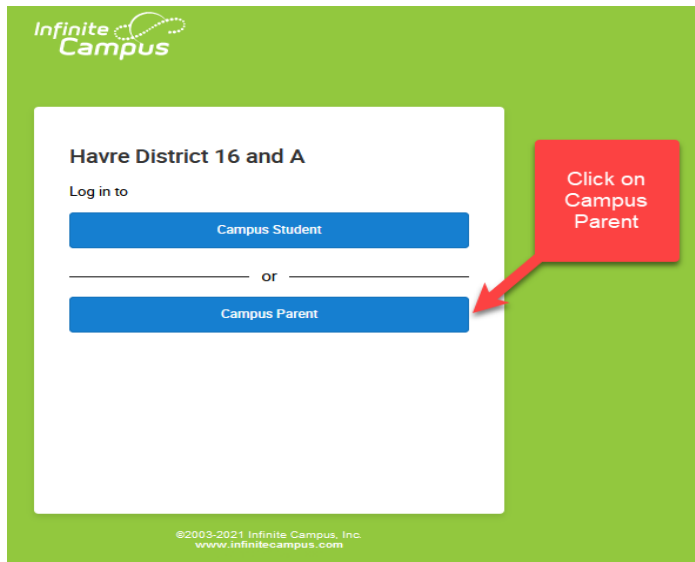 Infinite
Campus
Havre District 16 and A
Log in to
Campus Student
or
Campus Parent
Click on
Campus
Parent
©2003-2021 Infinite Campus, Inc.
www.infinitecampus.com